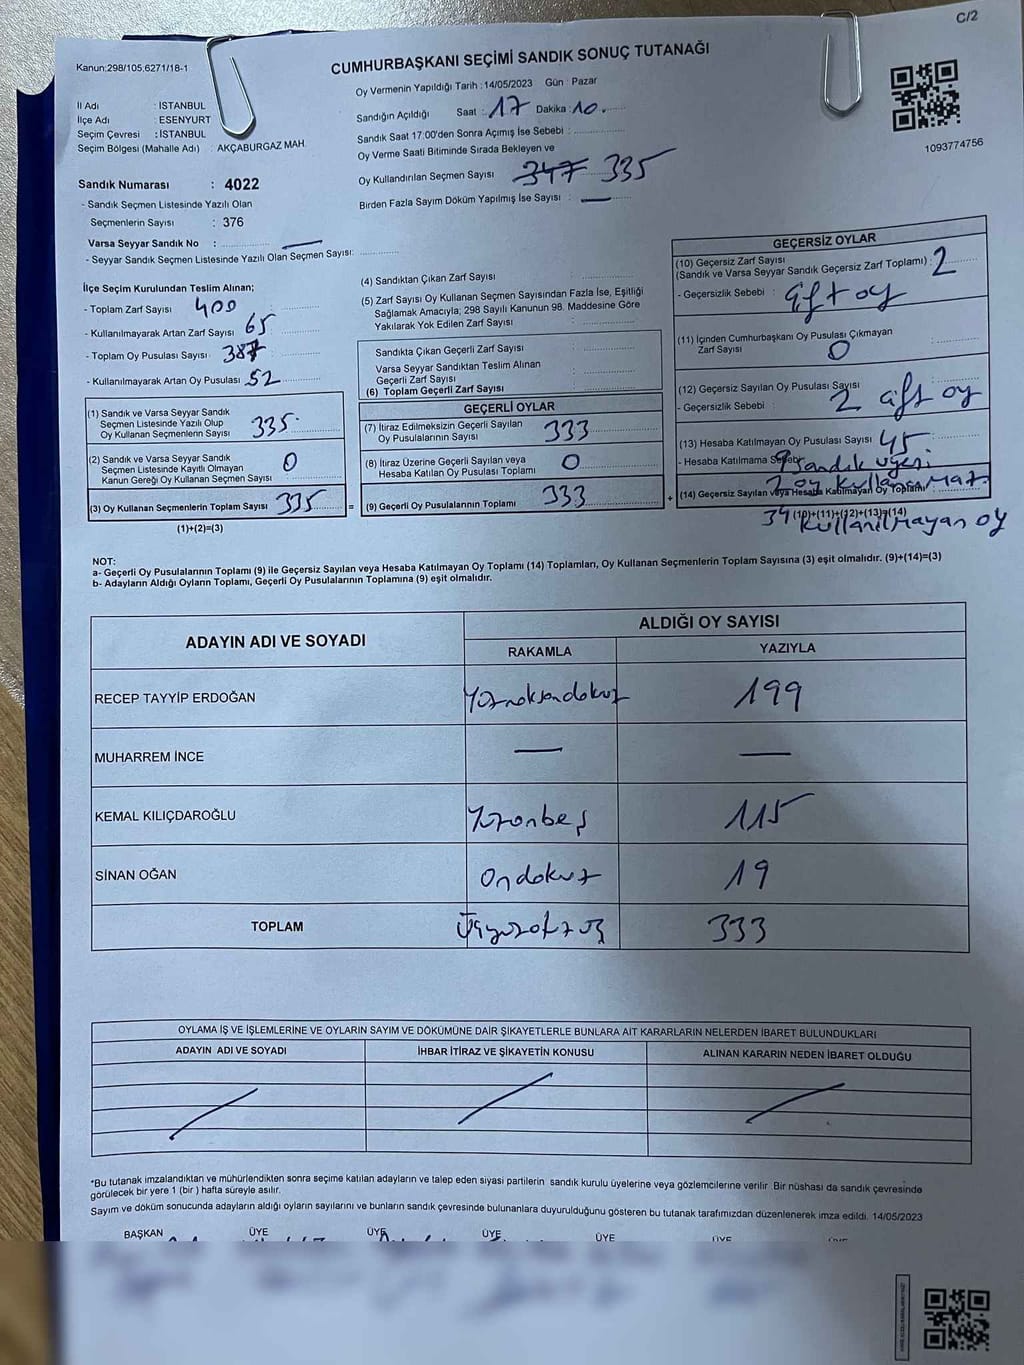 C/2
Kanun:298/105,6271/18-1
CUMHURBAŞKANI SEÇİMİ SANDIK SONUÇ TUTANAĞI
Oy Vermenin Yapıldığı Tarih : 14/05/2023 Gün : Pazar
İl Adı : İSTANBUL
İlçe Adı : ESENYURT
Seçim Çevresi : İSTANBUL
Seçim Bölgesi (Mahalle Adı) : AKÇABURGAZ MAH.
Sandığın Açıldığı Saat : 17 Dakika : 10
Sandık Saat 17:00'den Sonra Açımış İse Sebebi :
Oy Verme Saati Bitiminde Sırada Bekleyen ve
Oy Kullandırılan Seçmen Sayısı 347 335
Birden Fazla Sayım Döküm Yapılmış İse Sayısı : —
1093774756
Sandık Numarası : 4022
- Sandık Seçmen Listesinde Yazılı Olan
Seçmenlerin Sayısı : 376
Varsa Seyyar Sandık No : —
- Seyyar Sandık Seçmen Listesinde Yazılı Olan Seçmen Sayısı:
İlçe Seçim Kurulundan Teslim Alınan;
- Toplam Zarf Sayısı 400
- Kullanılmayarak Artan Zarf Sayısı 65
- Toplam Oy Pusulası Sayısı 387
- Kullanılmayarak Artan Oy Pusulası 52
(1) Sandık ve Varsa Seyyar Sandık
Seçmen Listesinde Yazılı Olup
Oy Kullanan Seçmenlerin Sayısı 335
(2) Sandık ve Varsa Seyyar Sandık
Seçmen Listesinde Kayıtlı Olmayan
Kanun Gereği Oy Kullanan Seçmen Sayısı : 0
(3) Oy Kullanan Seçmenlerin Toplam Sayısı 335 =
(1)+(2)=(3)
(4) Sandıktan Çıkan Zarf Sayısı :
(5) Zarf Sayısı Oy Kullanan Seçmen Sayısından Fazla İse, Eşitliği
Sağlamak Amacıyla; 298 Sayılı Kanunun 98. Maddesine Göre
Yakılarak Yok Edilen Zarf Sayısı :
Sandıkta Çıkan Geçerli Zarf Sayısı :
Varsa Seyyar Sandıktan Teslim Alınan
Geçerli Zarf Sayısı :
(6) Toplam Geçerli Zarf Sayısı :
GEÇERLİ OYLAR
(7) İtiraz Edilmeksizin Geçerli Sayılan
Oy Pusulalarının Sayısı 333
(8) İtiraz Üzerine Geçerli Sayılan veya
Hesaba Katılan Oy Pusulası Toplamı 0
(9) Geçerli Oy Pusulalarının Toplamı 333 +
GEÇERSİZ OYLAR
(10) Geçersiz Zarf Sayısı
(Sandık ve Varsa Seyyar Sandık Geçersiz Zarf Toplamı) : 2
- Geçersizlik Sebebi : çift oy
(11) İçinden Cumhurbaşkanı Oy Pusulası Çıkmayan
Zarf Sayısı 0
(12) Geçersiz Sayılan Oy Pusulası Sayısı
- Geçersizlik Sebebi : 2 çift oy
(13) Hesaba Katılmayan Oy Pusulası Sayısı 45
- Hesaba Katılmama Sebebi 9 sandık üyesi
2 oy kullanmaz
(14) Geçersiz Sayılan veya Hesaba Katılmayan Oy Toplamı :
34 kullanılmayan oy
(10)+(11)+(12)+(13)=(14)
NOT:
a- Geçerli Oy Pusulalarının Toplamı (9) ile Geçersiz Sayılan veya Hesaba Katılmayan Oy Toplamı (14) Toplamları, Oy Kullanan Seçmenlerin Toplam Sayısına (3) eşit olmalıdır. (9)+(14)=(3)
b- Adayların Aldığı Oyların Toplamı, Geçerli Oy Pusulalarının Toplamına (9) eşit olmalıdır.
ADAYIN ADI VE SOYADI ALDIĞI OY SAYISI
RAKAMLA YAZIYLA
RECEP TAYYİP ERDOĞAN Yüznoksandokuz 199
MUHARREM İNCE — —
KEMAL KILIÇDAROĞLU Yüzonbeş 115
SİNAN OĞAN Ondokuz 19
TOPLAM Üçyüzotzüç 333
OYLAMA İŞ VE İŞLEMLERİNE VE OYLARIN SAYIM VE DÖKÜMÜNE DAİR ŞİKAYETLERLE BUNLARA AİT KARARLARIN NELERDEN İBARET BULUNDUKLARI
ADAYIN ADI VE SOYADI İHBAR İTİRAZ VE ŞİKAYETİN KONUSU ALINAN KARARIN NEDEN İBARET OLDUĞU
*Bu tutanak imzalandıktan ve mühürlendikten sonra seçime katılan adayların ve talep eden siyasi partilerin sandık kurulu üyelerine veya gözlemcilerine verilir Bir nüshası da sandık çevresinde
görülecek bir yere 1 (bir ) hafta süreyle asılır.
Sayım ve döküm sonucunda adayların aldığı oyların sayılarını ve bunların sandık çevresinde bulunanlara duyurulduğunu gösteren bu tutanak tarafımızdan düzenlenerek imza edildi. 14/05/2023
BAŞKAN ÜYE ÜYE ÜYE ÜYE ÜYE ÜYE